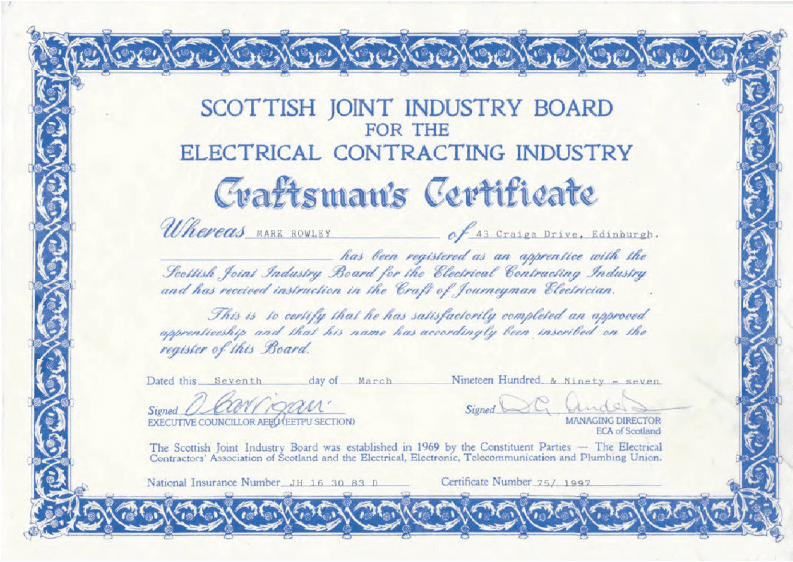 SCOTTISH JOINT INDUSTRY BOARD
FOR THE
ELECTRICAL CONTRACTING INDUSTRY
Craftsman's Certificate
Whereas MARK ROWLEY of 43 Craigs Drive, Edinburgh.
has been registered as an apprentice with the
Scottish Joint Industry Board for the Electrical Contracting Industry
and has received instruction in the Craft of Journeyman Electrician.
This is to certify that he has satisfactorily completed an approved
apprenticeship and that his name has accordingly been inscribed on the
register of this Board.
Dated this Seventh day of March Nineteen Hundred & Ninety - seven
Signed Signed
EXECUTIVE COUNCILLOR AEEU (EETPU SECTION) MANAGING DIRECTOR
ECA of Scotland
The Scottish Joint Industry Board was established in 1969 by the Constituent Parties — The Electrical
Contractors' Association of Scotland and the Electrical, Electronic, Telecommunication and Plumbing Union.
National Insurance Number JH 16 30 83 D Certificate Number 75/ 1997